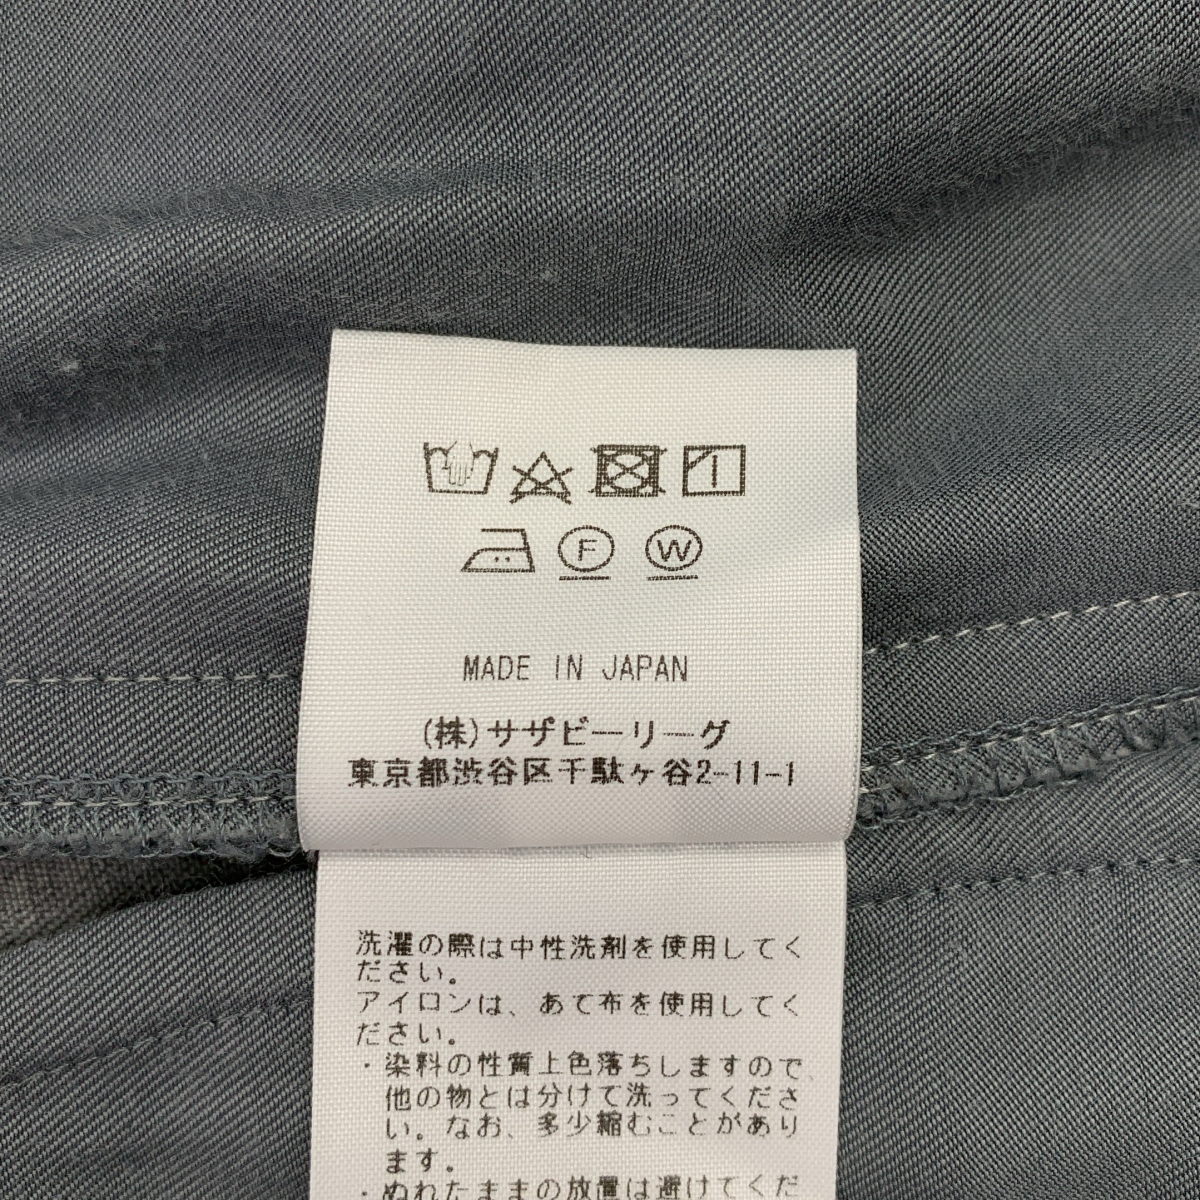 F W
MADE IN JAPAN
(株)サザビーリーグ
東京都渋谷区千駄ヶ谷2-11-1
洗濯の際は中性洗剤を使用してく
ださい。
アイロンは、あて布を使用してく
ださい。
・染料の性質上色落ちしますので、
他の物とは分けて洗ってくださ
い。なお、多少縮むことがあり
ます。
・ぬれたままの放置は避けてくだ